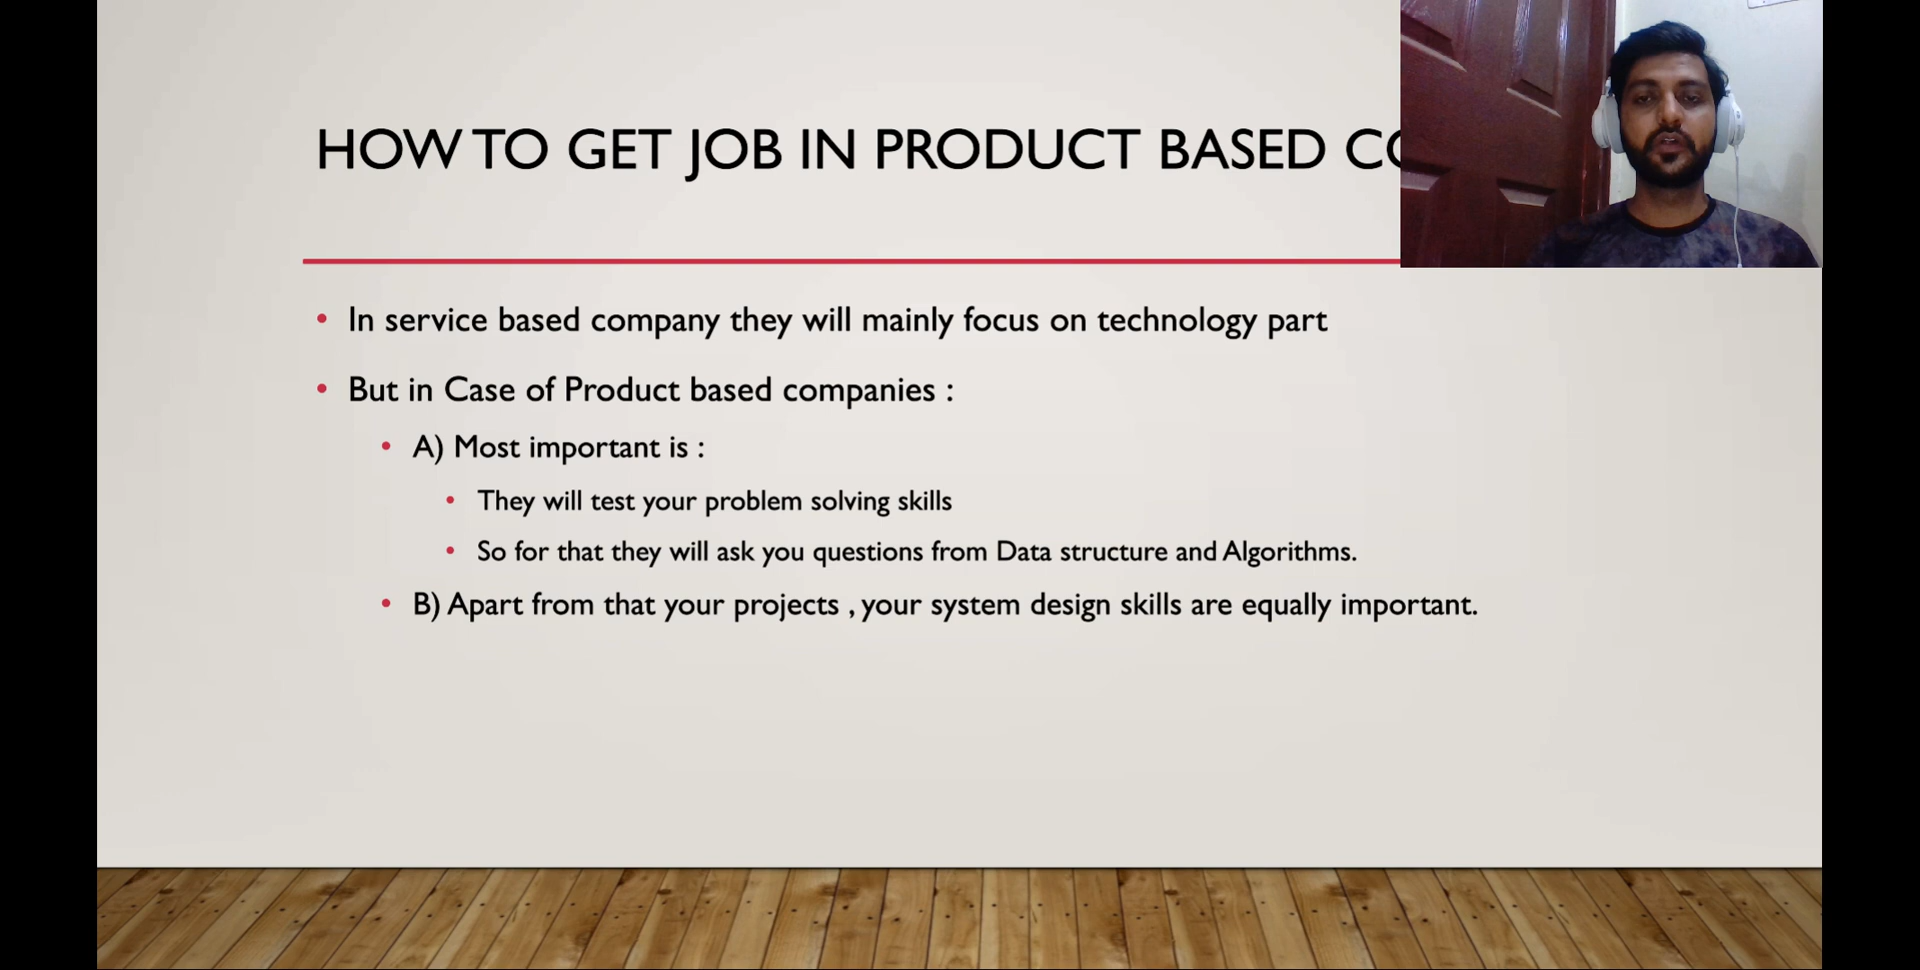 HOW TO GET JOB IN PRODUCT BASED
In service based company they will mainly focus on technology part
But in Case of Product based companies :
A) Most important is :
They will test your problem solving skills
So for that they will ask you questions from Data structure and Algorithms.
B) Apart from that your projects , your system design skills are equally important.